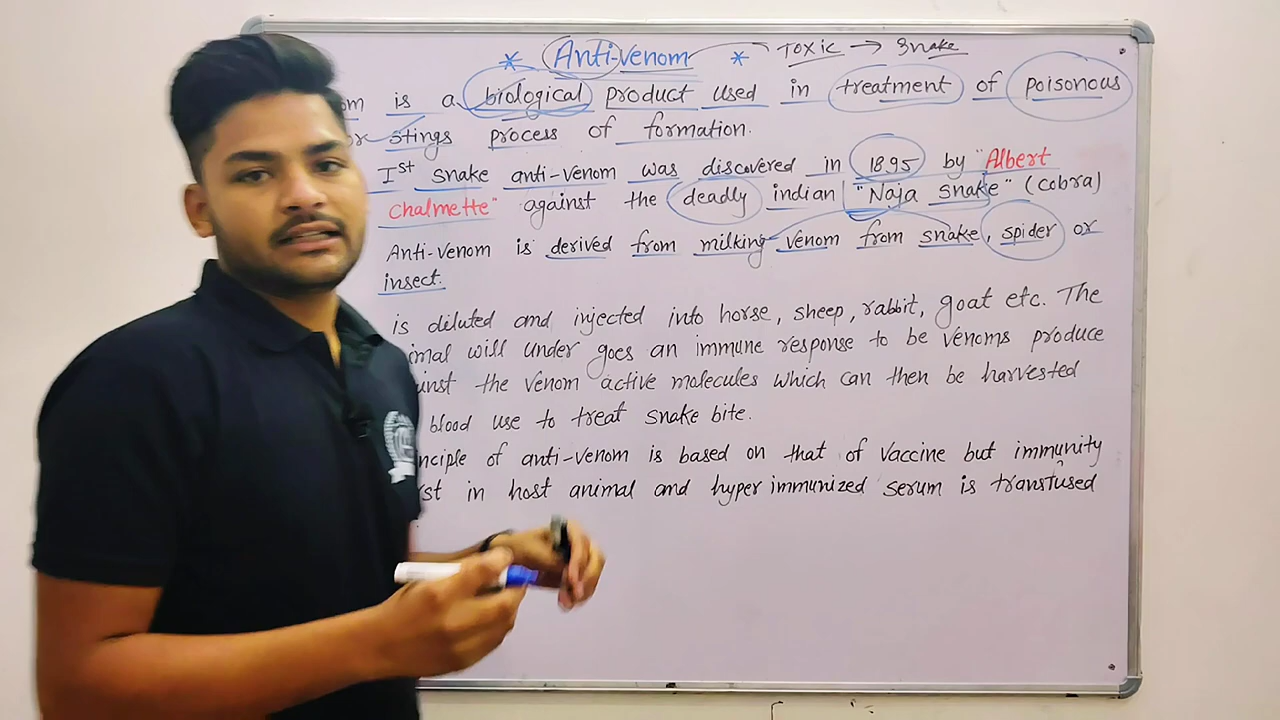 * Anti-venom * Toxic → Snake
om is a biological product used in treatment of poisonous
or stings process of formation.
Ist snake anti-venom was discovered in 1895 by "Albert
Chalmette" against the deadly indian "Naja snake" (cobra)
Anti-venom is derived from milking venom from snake, spider or
insect.
is diluted and injected into horse, sheep, rabbit, goat etc. The
imal will under goes an immune response to be venoms produce
inst the venom active molecules which can then be harvested
blood use to treat snake bite.
nciple of anti-venom is based on that of vaccine but immunity
st in host animal and hyper immunized serum is transfused